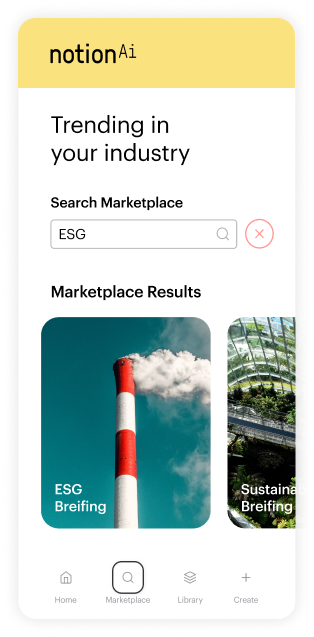 notion Ai
Trending in
your industry
Search Marketplace
ESG
Marketplace Results
ESG
Breifing
Sustaina
Breifing
Home
Marketplace
Library
Create